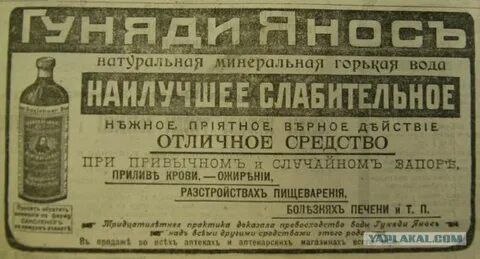 Гуняди Яносъ
натуральная минеральная горькая вода
НАИЛУЧШЕЕ СЛАБИТЕЛЬНОЕ
НѢЖНОЕ, ПРІЯТНОЕ, ВѢРНОЕ ДѢЙСТВІЕ
ОТЛИЧНОЕ СРЕДСТВО
ПРИ ПРИВЫЧНОМЪ и СЛУЧАЙНОМЪ ЗАПОРѢ,
ПРИЛИВѢ КРОВИ, — ОЖИРѢНІИ,
РАЗСТРОЙСТВАХЪ ПИЩЕВАРЕНІЯ,
БОЛѢЗНЯХЪ ПЕЧЕНИ и Т. П.
Тридцатилѣтняя практика доказала превосходство воды Гуняди Яносъ
надъ всѣми другими средствами этого рода
Въ продажѣ во всѣхъ аптекахъ и аптекарскихъ магазинахъ
YAPLAKAL.COM